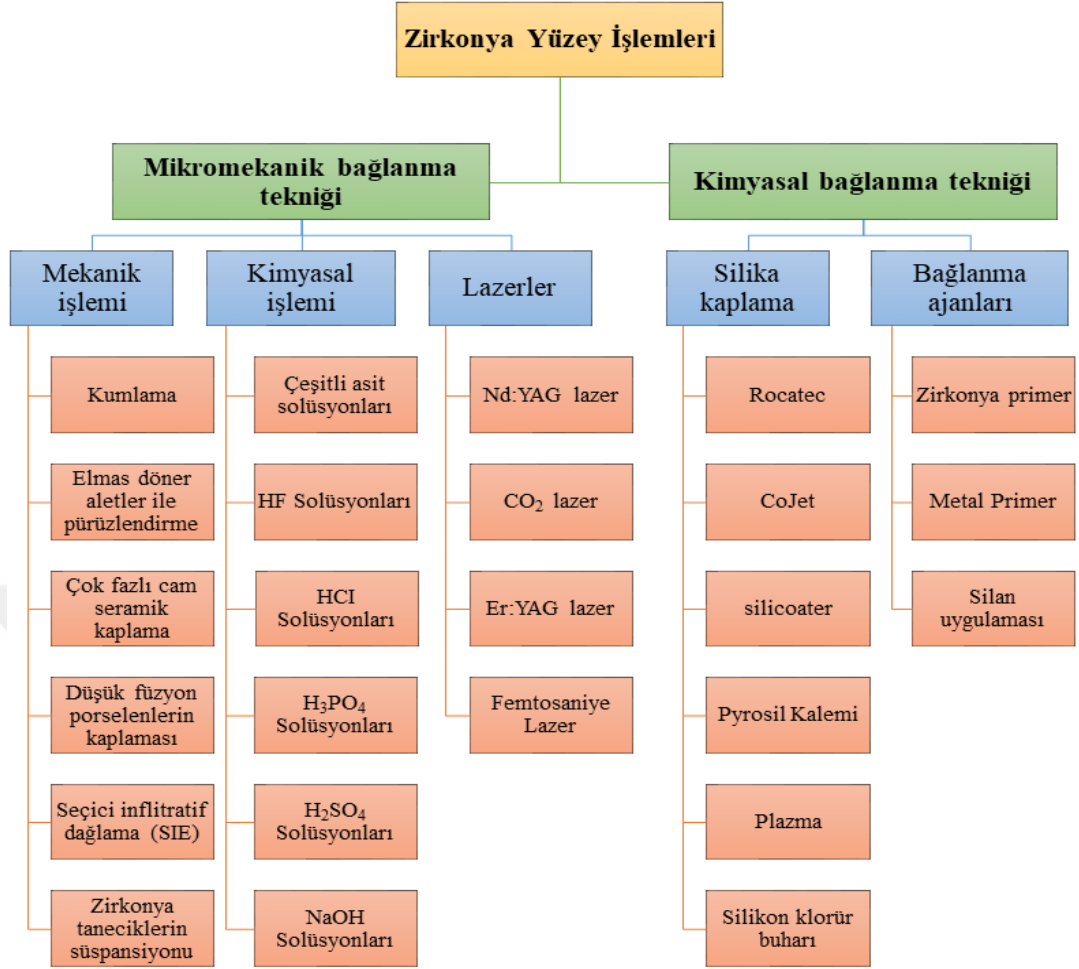 Zirkonya Yüzey İşlemleri
Mikromekanik bağlanma
tekniği
Kimyasal bağlanma tekniği
Mekanik
işlemi
Kimyasal
işlemi
Lazerler
Silika
kaplama
Bağlanma
ajanları
Kumlama
Elmas döner
aletler ile
pürüzlendirme
Çok fazlı cam
seramik
kaplama
Düşük füzyon
porselenlerin
kaplaması
Seçici inflitratif
dağlama (SIE)
Zirkonya
taneciklerin
süspansiyonu
Çeşitli asit
solüsyonları
HF Solüsyonları
HCI
Solüsyonları
H₃PO₄
Solüsyonları
H₂SO₄
Solüsyonları
NaOH
Solüsyonları
Nd:YAG lazer
CO₂ lazer
Er:YAG lazer
Femtosaniye
Lazer
Rocatec
CoJet
silicoater
Pyrosil Kalemi
Plazma
Silikon klorür
buharı
Zirkonya primer
Metal Primer
Silan
uygulaması